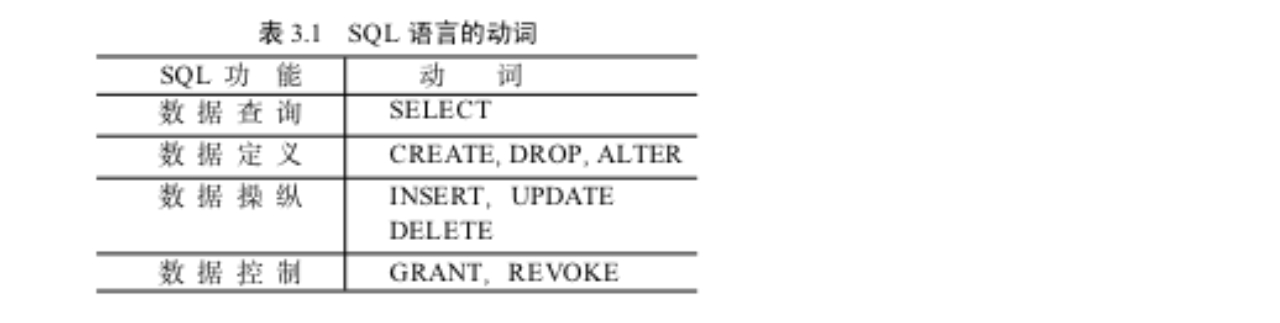 表 3.1 SQL 语言的动词
SQL 功 能 动 词
数 据 查 询 SELECT
数 据 定 义 CREATE, DROP, ALTER
数 据 操 纵 INSERT, UPDATE
DELETE
数 据 控 制 GRANT, REVOKE